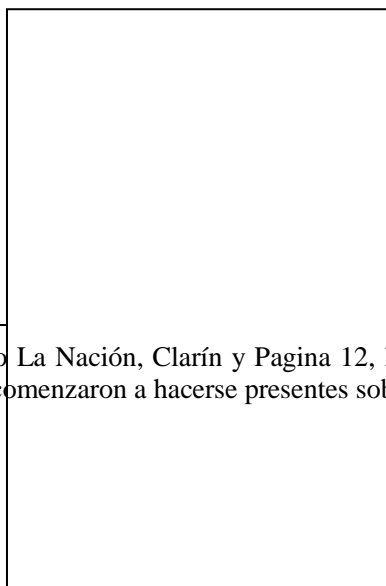 La Nación, Clarín y Pagina 12,
comenzaron a hacerse presentes